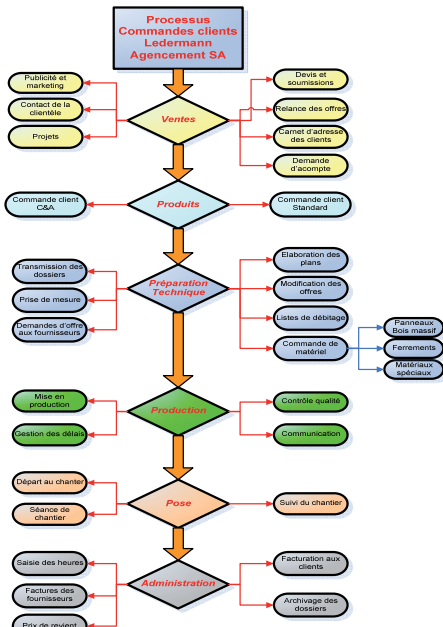 Processus
Commandes clients
Ledermann
Agencement SA
Publicité et
marketing
Contact de la
clientèle
Projets
Ventes
Devis et
soumissions
Relance des offres
Carnet d'adresse
des clients
Demande
d'acompte
Commande client
C&A
Produits
Commande client
Standard
Transmission des
dossiers
Prise de mesure
Demandes d'offre
aux fournisseurs
Préparation
Technique
Elaboration des
plans
Modification des
offres
Listes de débitage
Commande de
matériel
Panneaux
Bois massif
Ferrements
Matériaux
spéciaux
Mise en
production
Gestion des délais
Production
Contrôle qualité
Communication
Départ au chanter
Séance de
chantier
Pose
Suivi du chantier
Saisie des heures
Factures des
fournisseurs
Prix de revient
Administration
Facturation aux
clients
Archivage des
dossiers